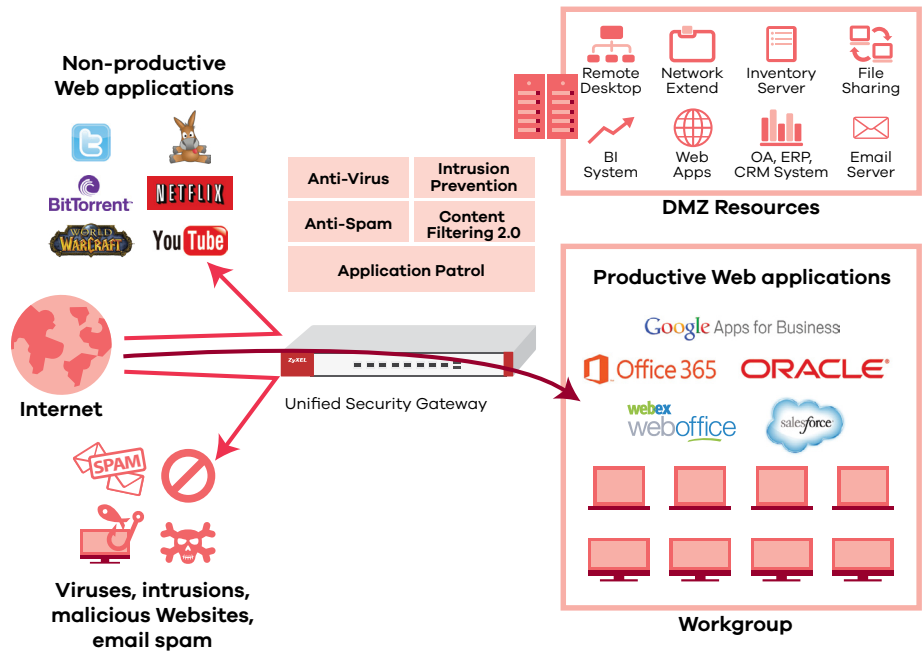 Non-productive
Web applications
BitTorrent
NETFLIX
WORLD
WARCRAFT
You Tube
Internet
SPAM
Viruses, intrusions,
malicious Websites,
email spam
Anti-Virus
Intrusion
Prevention
Anti-Spam
Content
Filtering 2.0
Application Patrol
ZyXEL
Unified Security Gateway
Remote
Desktop
Network
Extend
Inventory
Server
File
Sharing
BI
System
Web
Apps
OA, ERP,
CRM System
Email
Server
DMZ Resources
Productive Web applications
Google Apps for Business
Office 365
ORACLE
webex
weboffice
salesforce
Workgroup